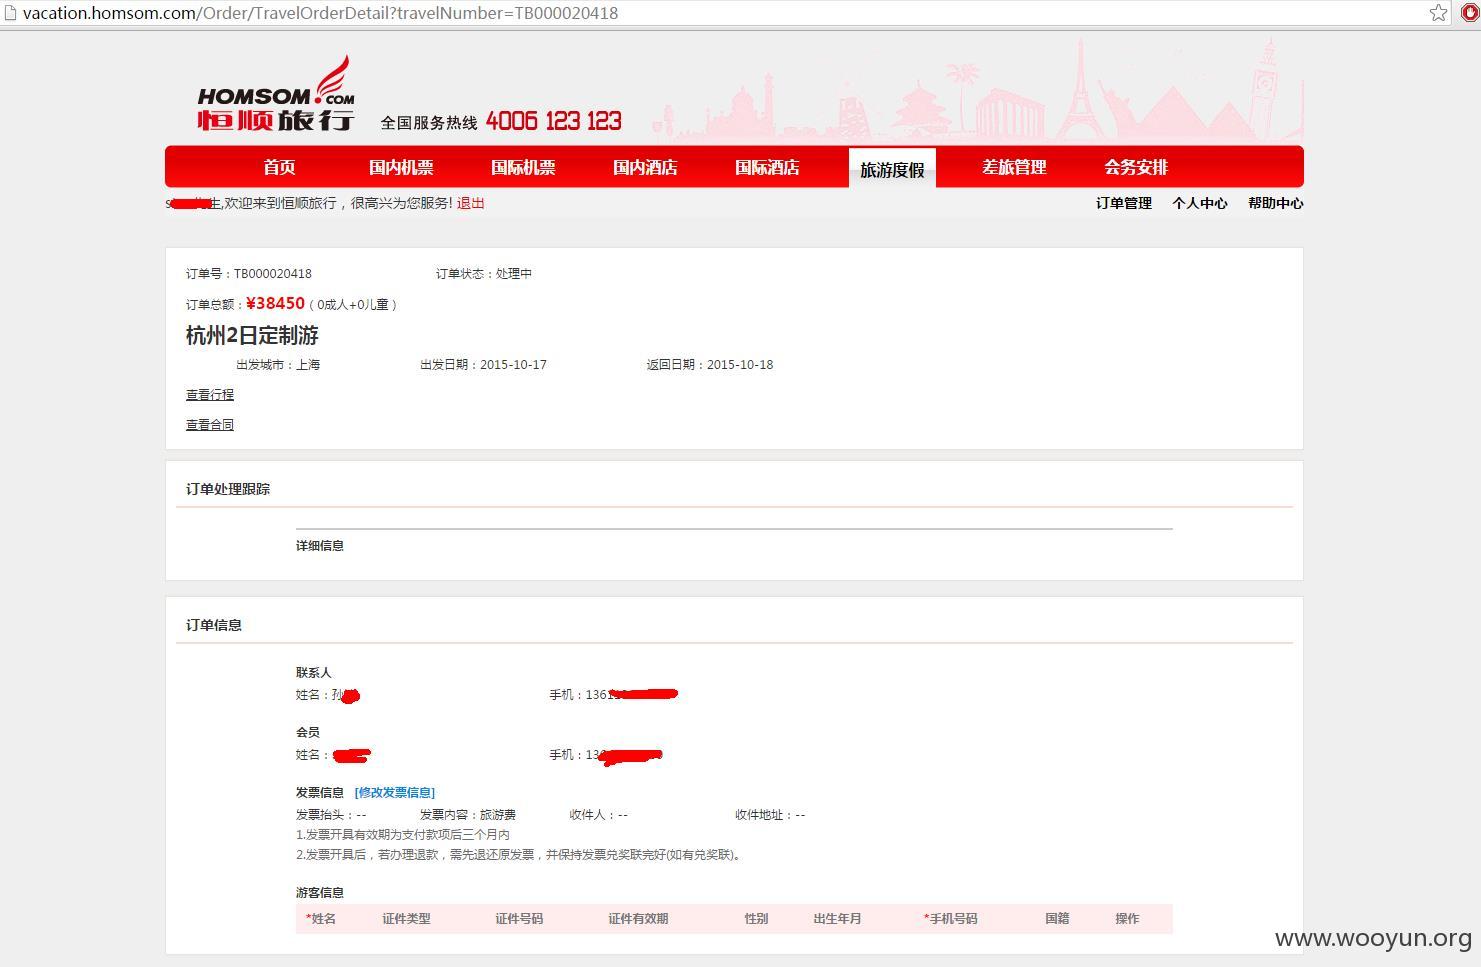 vacation.homsom.com/Order/TravelOrderDetail?travelNumber=TB000020418
HOMSOM.COM
恒顺旅行 全国服务热线 4006 123 123
首页 国内机票 国际机票 国内酒店 国际酒店 旅游度假 差旅管理 会务安排
生,欢迎来到恒顺旅行，很高兴为您服务! 退出 订单管理 个人中心 帮助中心
订单号：TB000020418 订单状态：处理中
订单总额：¥38450（0成人+0儿童）
杭州2日定制游
出发城市：上海 出发日期：2015-10-17 返回日期：2015-10-18
查看行程
查看合同
订单处理跟踪
详细信息
订单信息
联系人
姓名：孙 手机：1361
会员
姓名： 手机：13
发票信息 [修改发票信息]
发票抬头：-- 发票内容：旅游费 收件人：-- 收件地址：--
1.发票开具有效期为支付款项后三个月内
2.发票开具后，若办理退款，需先退还原发票，并保持发票兑奖联完好(如有兑奖联)。
游客信息
*姓名 证件类型 证件号码 证件有效期 性别 出生年月 *手机号码 国籍 操作
www.wooyun.org